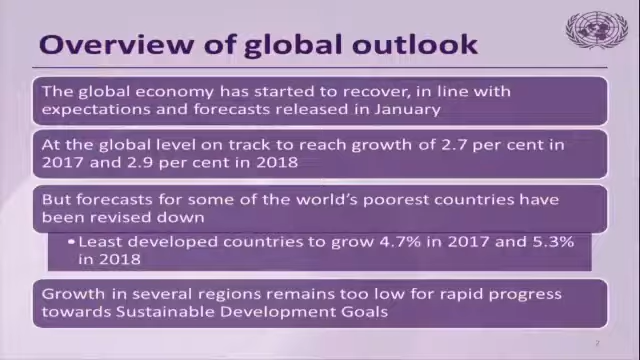 Overview of global outlook
The global economy has started to recover, in line with
expectations and forecasts released in January
At the global level on track to reach growth of 2.7 per cent in
2017 and 2.9 per cent in 2018
But forecasts for some of the world's poorest countries have
been revised down
•Least developed countries to grow 4.7% in 2017 and 5.3%
in 2018
Growth in several regions remains too low for rapid progress
towards Sustainable Development Goals
2